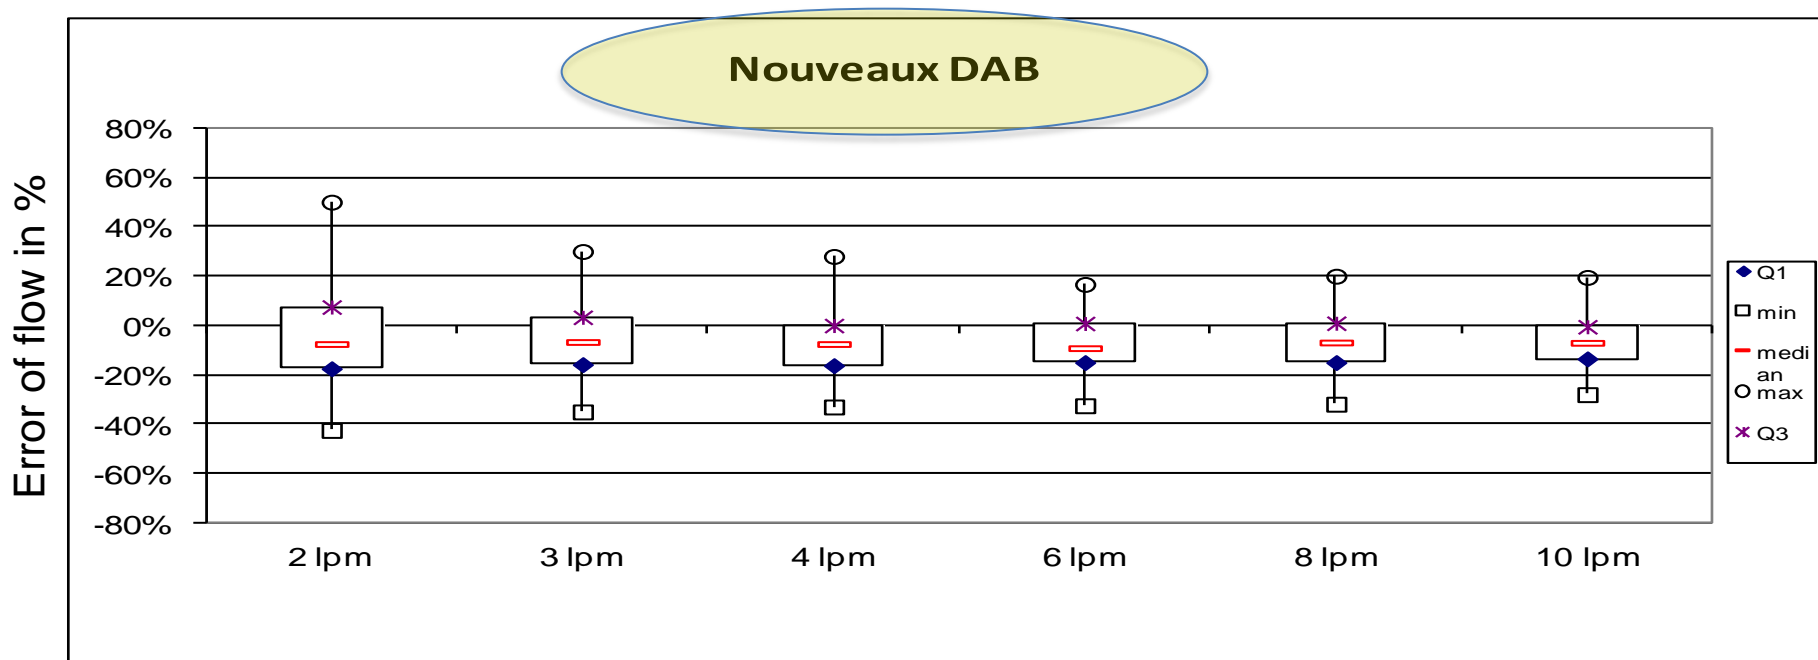 Nouveaux DAB
Error of flow in %
80%
60%
40%
20%
0%
-20%
-40%
-60%
-80%
2 lpm
3 lpm
4 lpm
6 lpm
8 lpm
10 lpm
Q1
min
medi
an
max
Q3